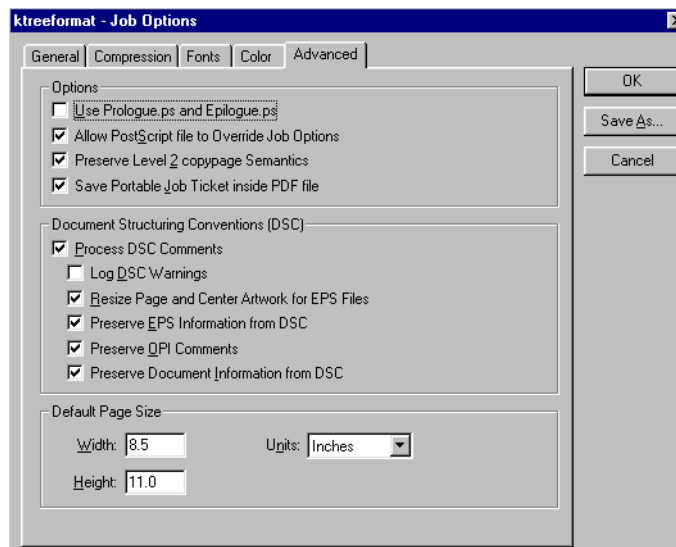 ktreeformat - Job Options
General Compression Fonts Color Advanced
Options
Use Prologue.ps and Epilogue.ps
Allow PostScript file to Override Job Options
Preserve Level 2 copypage Semantics
Save Portable Job Ticket inside PDF file
Document Structuring Conventions (DSC)
Process DSC Comments
Log DSC Warnings
Resize Page and Center Artwork for EPS Files
Preserve EPS Information from DSC
Preserve OPI Comments
Preserve Document Information from DSC
Default Page Size
Width: 8.5 Units: Inches
Height: 11.0
OK
Save As...
Cancel